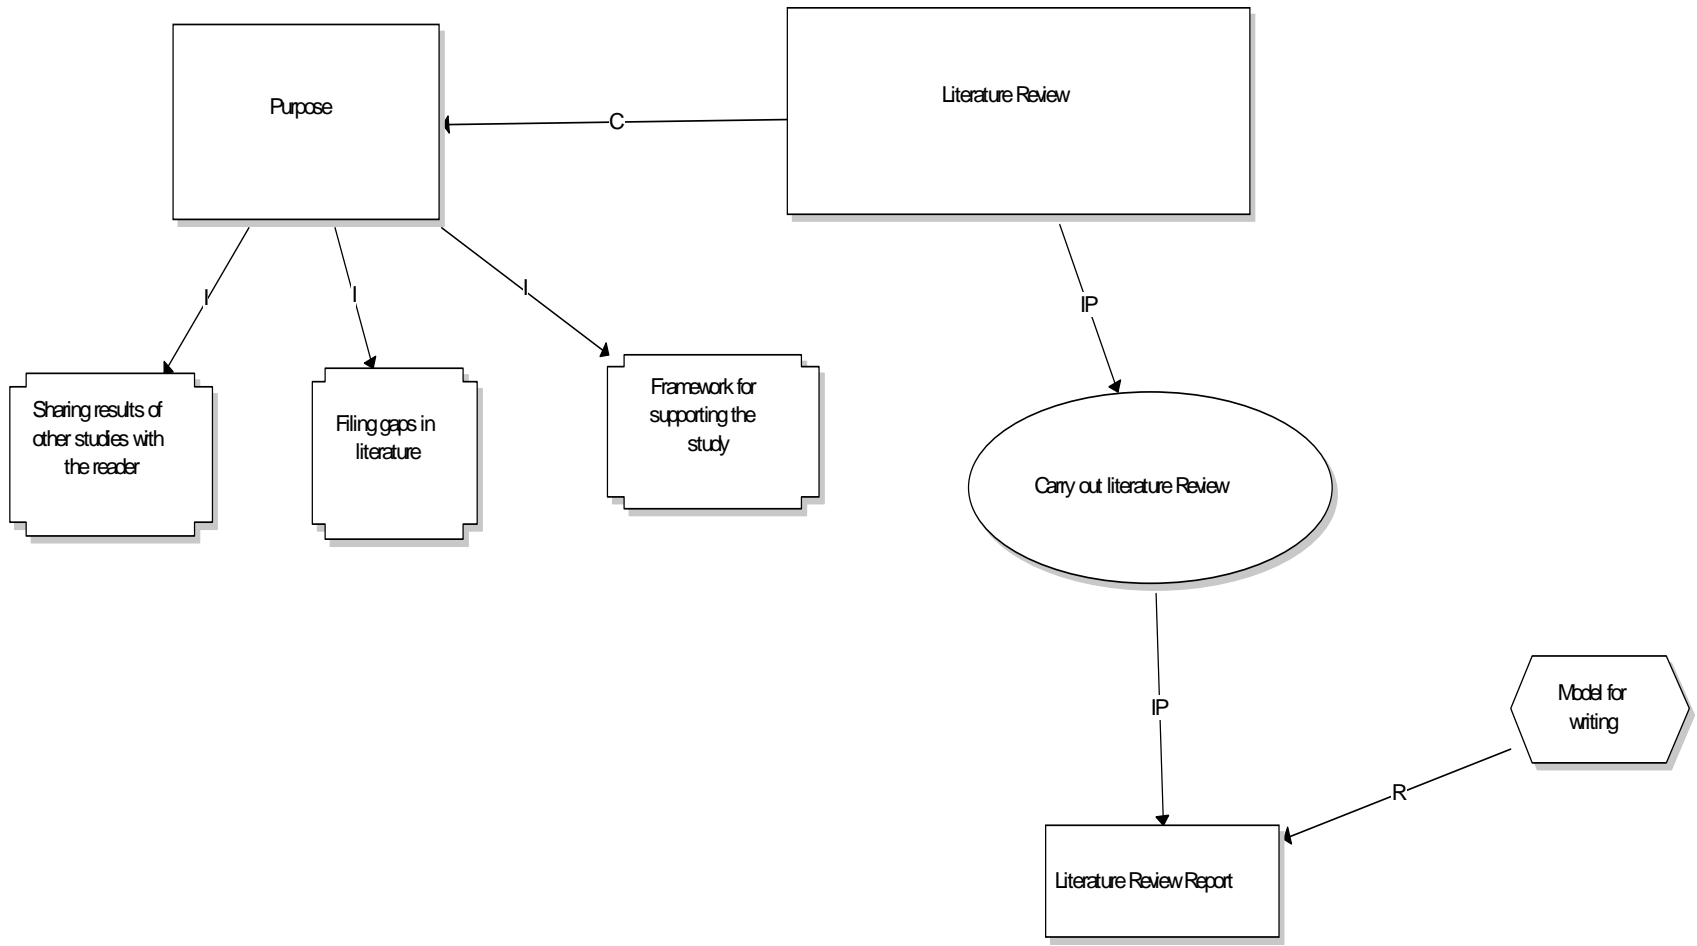 Purpose
Literature Review
C
I
I
I
IP
Sharing results of
other studies with
the reader
Filing gaps in
literature
Framework for
supporting the
study
Carry out literature Review
IP
Model for
writing
R
Literature Review Report